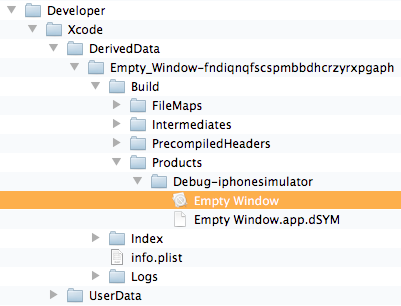 Developer
Xcode
DerivedData
Empty_Window-fndiqnqfscspmbbdhcrzyrxpgaph
Build
FileMaps
Intermediates
PrecompiledHeaders
Products
Debug-iphonesimulator
Empty Window
Empty Window.app.dSYM
Index
info.plist
Logs
UserData